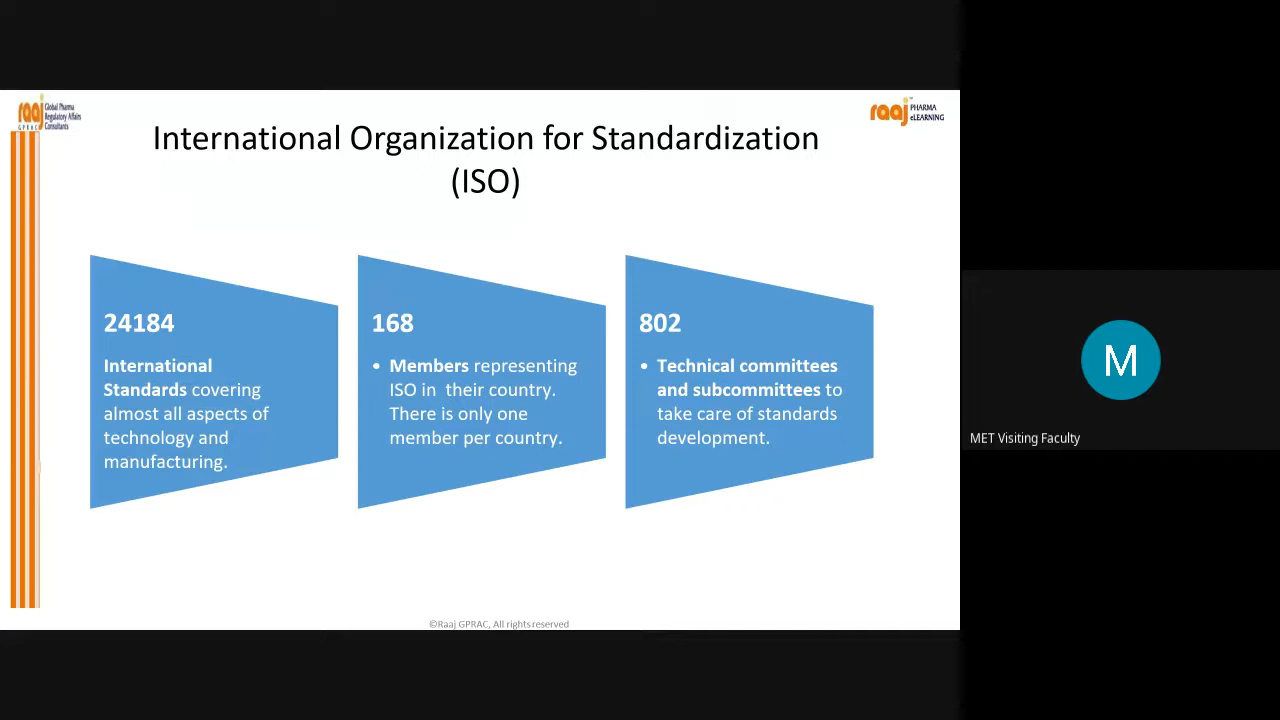 raaj
GPRAC
Global Pharma
Regulatory Affairs
Consultants
raaj
PHARMA
eLEARNING
International Organization for Standardization
(ISO)
24184
International
Standards covering
almost all aspects of
technology and
manufacturing.
168
• Members representing
ISO in their country.
There is only one
member per country.
802
• Technical committees
and subcommittees to
take care of standards
development.
©Raaj GPRAC, All rights reserved
M
MET Visiting Faculty